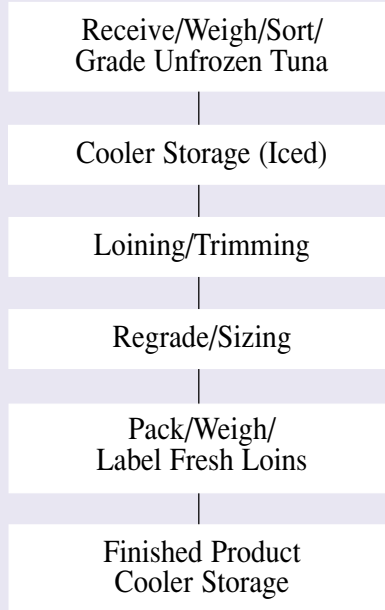 Receive/Weigh/Sort/
Grade Unfrozen Tuna
Cooler Storage (Iced)
Loining/Trimming
Regrade/Sizing
Pack/Weigh/
Label Fresh Loins
Finished Product
Cooler Storage